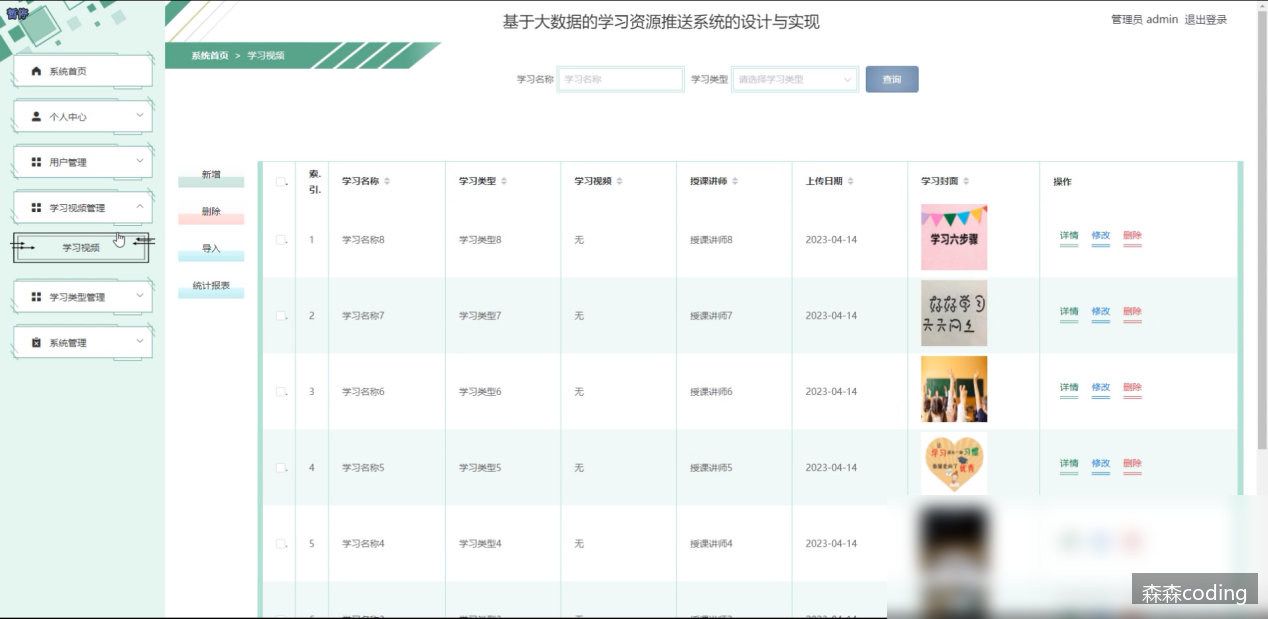 暂停
基于大数据的学习资源推送系统的设计与实现
管理员 admin 退出登录
系统首页 > 学习视频
系统首页
个人中心
用户管理
学习视频管理
学习视频
学习类型管理
系统管理
学习名称 学习名称 学习类型 请选择学习类型 查询
新增
删除
导入
统计报表
索. 学习名称 学习类型 学习视频 授课讲师 上传日期 学习封面 操作
引.
1 学习名称8 学习类型8 无 授课讲师8 2023-04-14 学习六步骤 详情 修改 删除
2 学习名称7 学习类型7 无 授课讲师7 2023-04-14 好好学习 详情 修改 删除
天天向上
3 学习名称6 学习类型6 无 授课讲师6 2023-04-14 详情 修改 删除
4 学习名称5 学习类型5 无 授课讲师5 2023-04-14 详情 修改 删除
5 学习名称4 学习类型4 无 授课讲师4 2023-04-14
森森coding